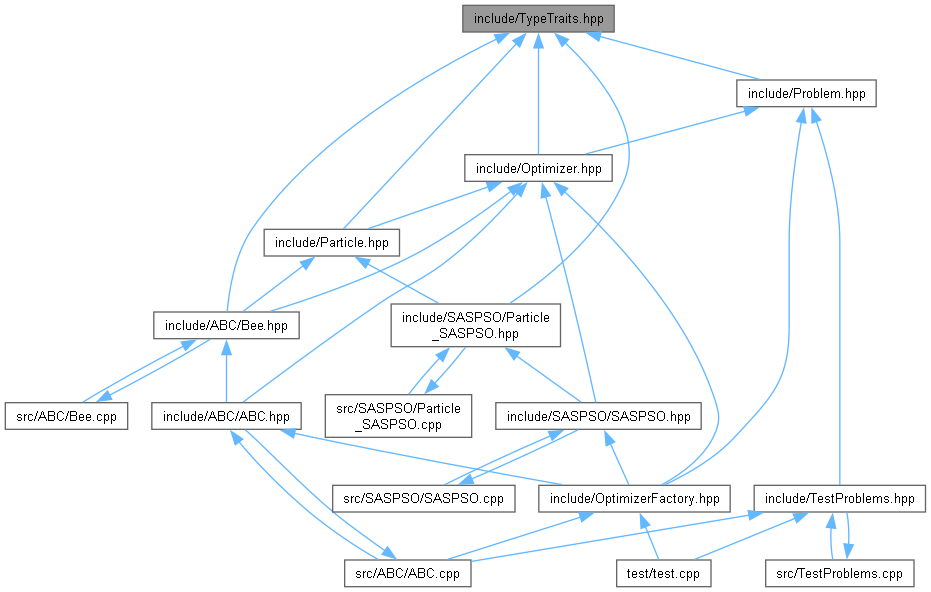 include/TypeTraits.hpp
include/Problem.hpp
include/Optimizer.hpp
include/Particle.hpp
include/SASPSO/Particle
_SASPSO.hpp
include/ABC/Bee.hpp
src/ABC/Bee.cpp
include/ABC/ABC.hpp
src/SASPSO/Particle
_SASPSO.cpp
include/SASPSO/SASPSO.hpp
src/SASPSO/SASPSO.cpp
include/OptimizerFactory.hpp
include/TestProblems.hpp
src/ABC/ABC.cpp
test/test.cpp
src/TestProblems.cpp